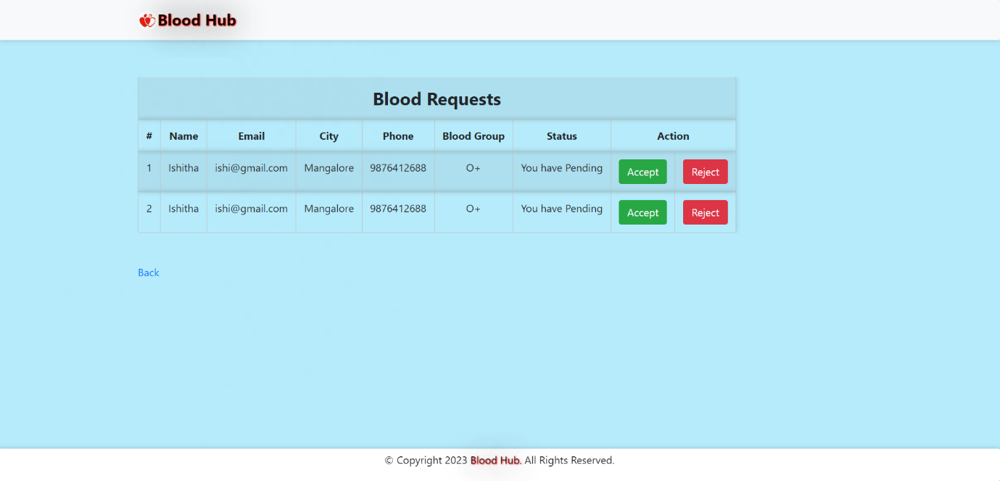 Blood Hub
Blood Requests
# Name Email City Phone Blood Group Status Action
1 Ishitha ishi@gmail.com Mangalore 9876412688 O+ You have Pending Accept Reject
2 Ishitha ishi@gmail.com Mangalore 9876412688 O+ You have Pending Accept Reject
Back
© Copyright 2023 Blood Hub. All Rights Reserved.